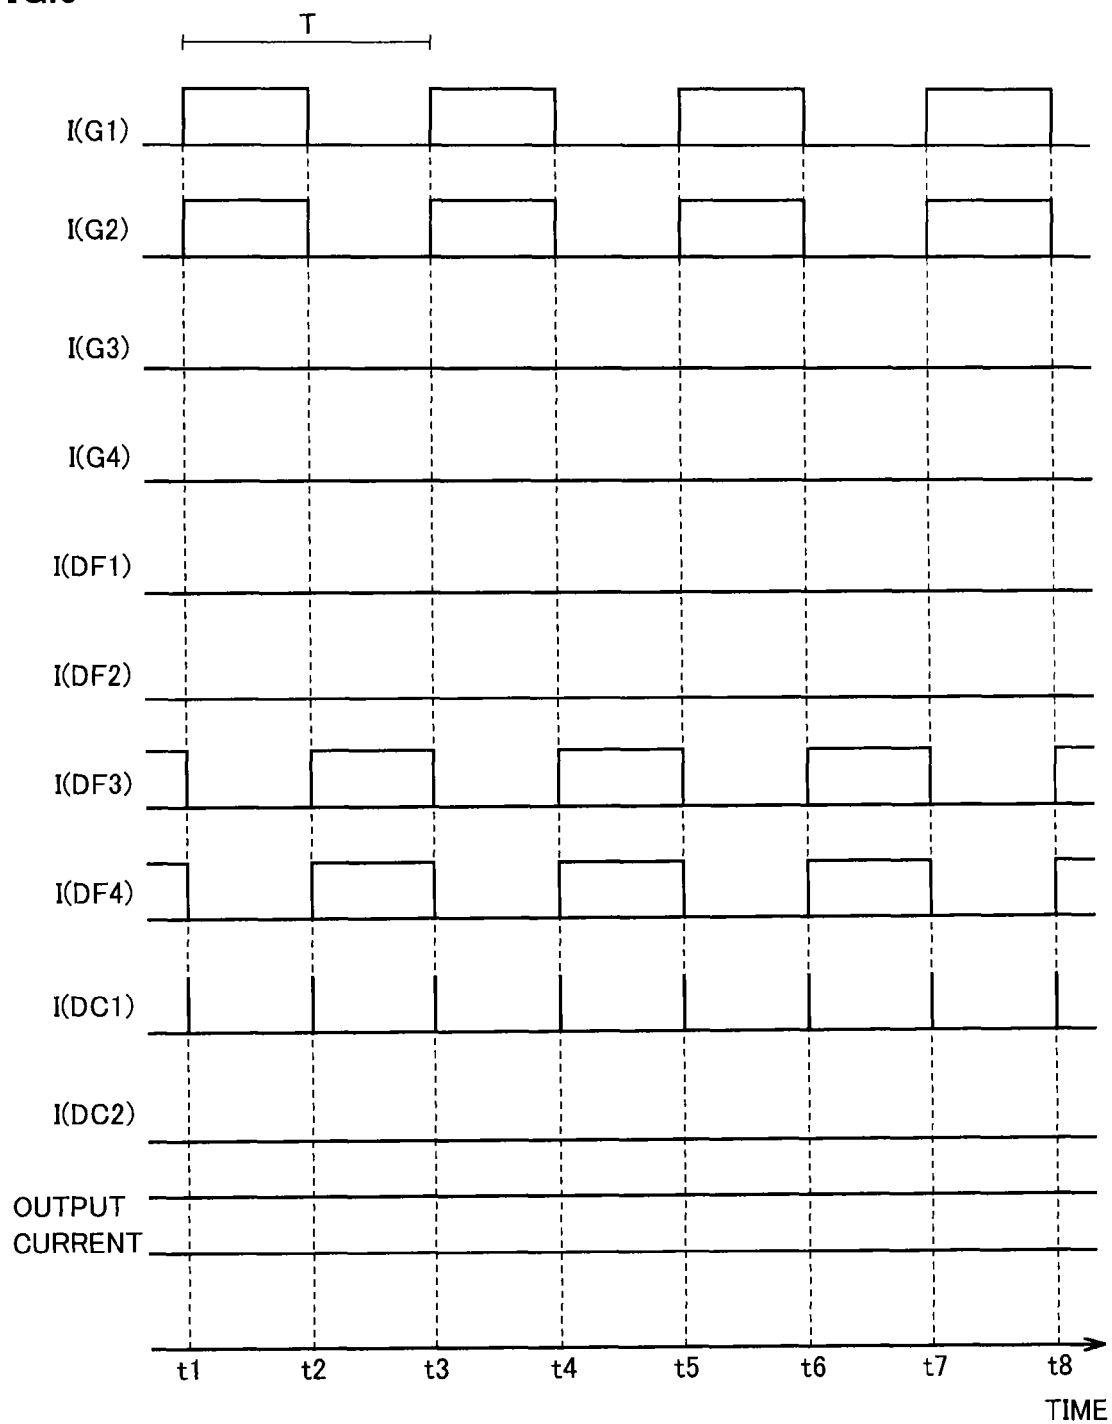 T
I(G1)
I(G2)
I(G3)
I(G4)
I(DF1)
I(DF2)
I(DF3)
I(DF4)
I(DC1)
I(DC2)
OUTPUT
CURRENT
t1 t2 t3 t4 t5 t6 t7 t8
TIME